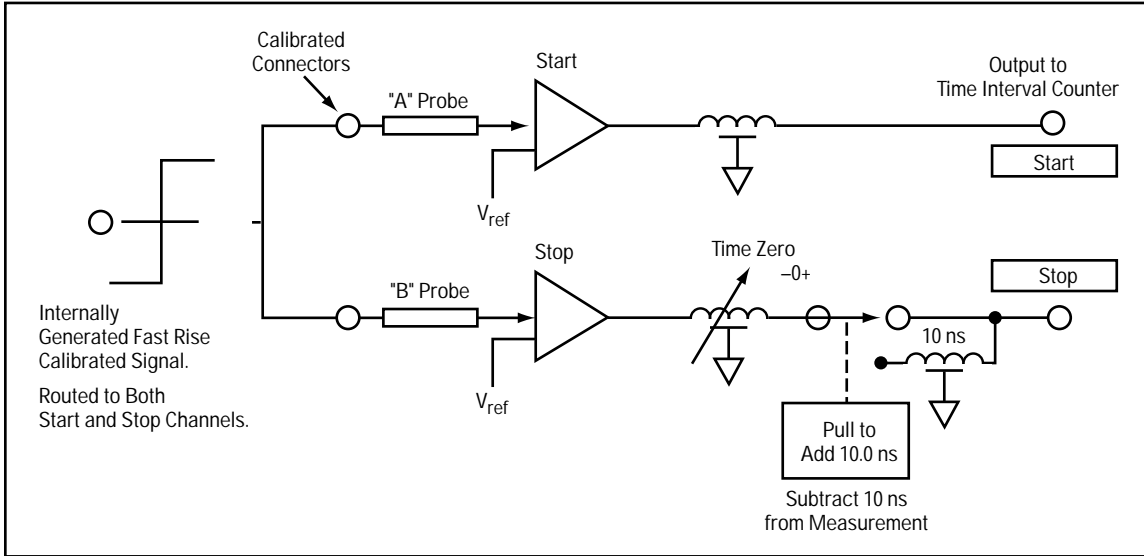 Calibrated
Connectors
"A" Probe
Start
Output to
Time Interval Counter
Start
Vref
"B" Probe
Stop
Time Zero
–0+
Stop
10 ns
Vref
Internally
Generated Fast Rise
Calibrated Signal.
Routed to Both
Start and Stop Channels.
Pull to
Add 10.0 ns
Subtract 10 ns
from Measurement